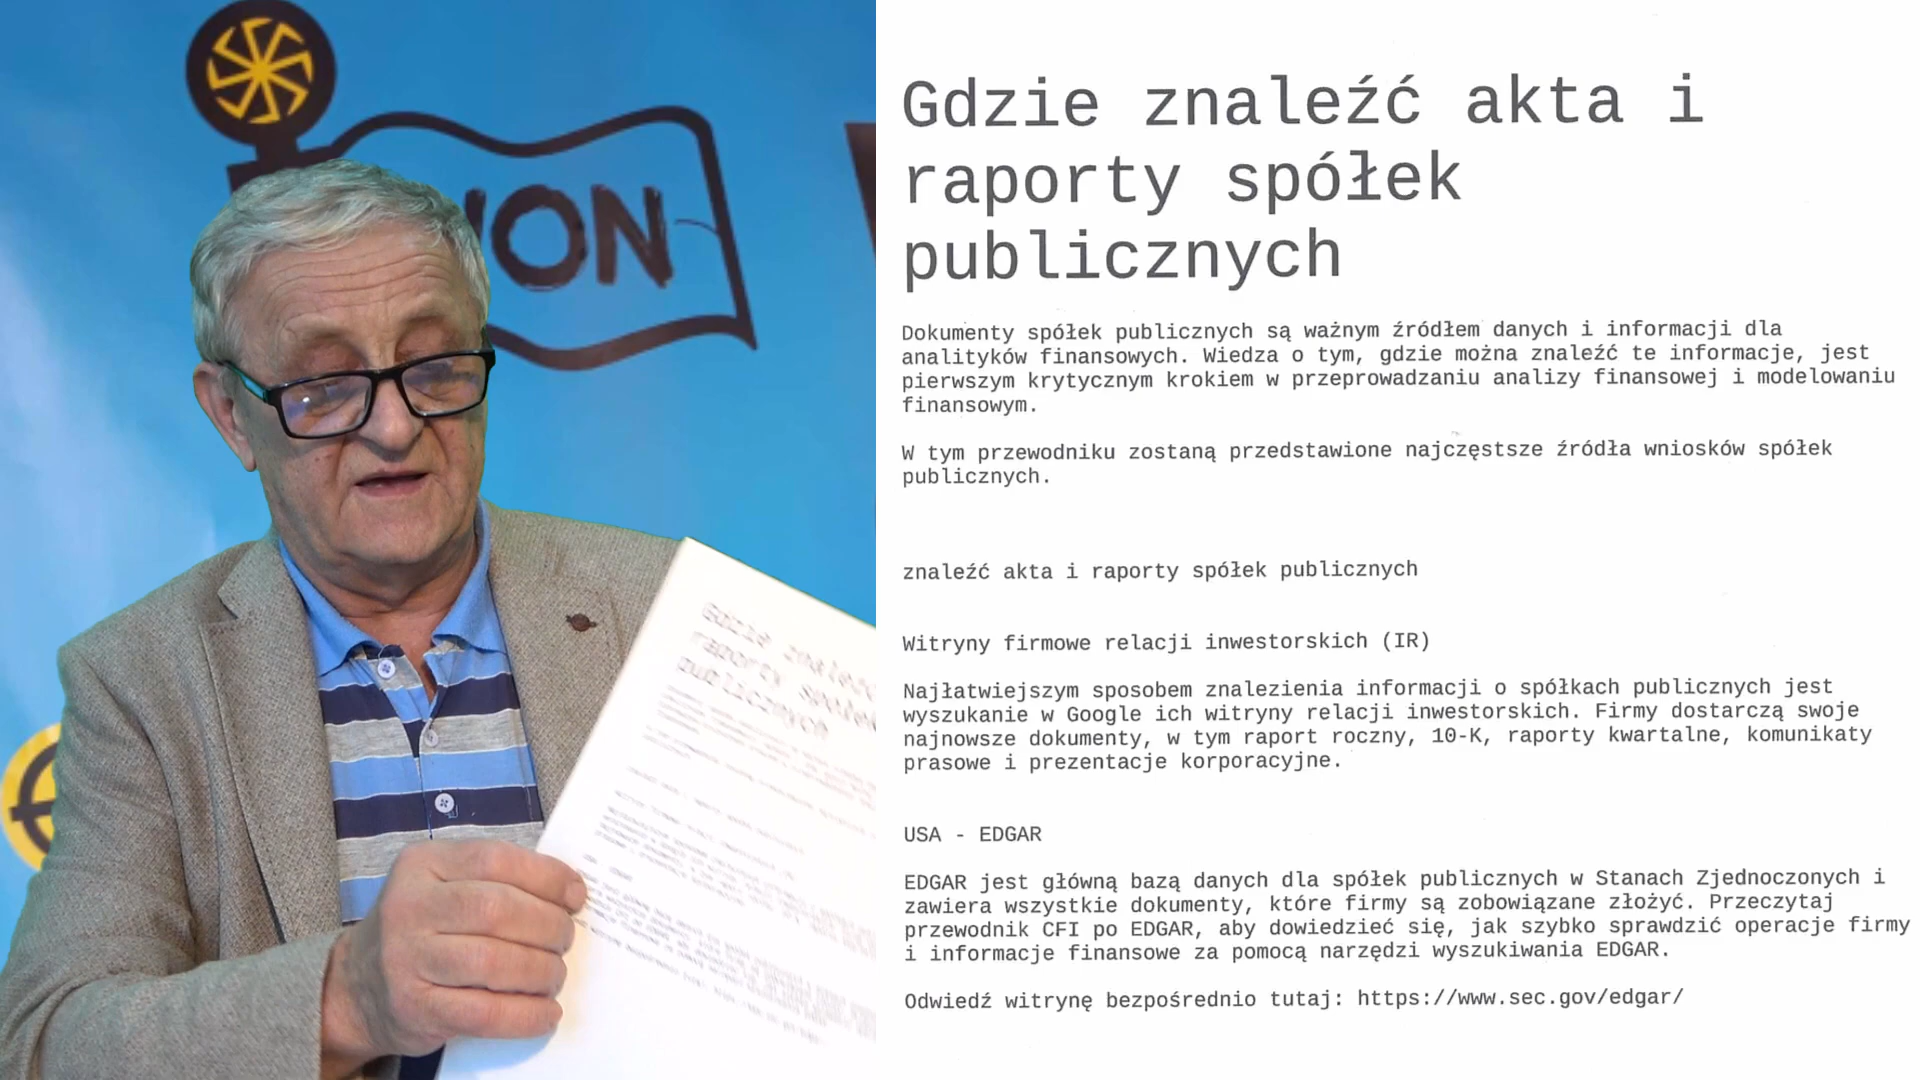 ION
Gdzie znaleźć akta i
raporty spółek
publicznych
Dokumenty spółek publicznych są ważnym źródłem danych i informacji dla
analityków finansowych. Wiedza o tym, gdzie można znaleźć te informacje, jest
pierwszym krytycznym krokiem w przeprowadzaniu analizy finansowej i modelowaniu
finansowym.
W tym przewodniku zostaną przedstawione najczęstsze źródła wniosków spółek
publicznych.
znaleźć akta i raporty spółek publicznych
Witryny firmowe relacji inwestorskich (IR)
Najłatwiejszym sposobem znalezienia informacji o spółkach publicznych jest
wyszukanie w Google ich witryny relacji inwestorskich. Firmy dostarczą swoje
najnowsze dokumenty, w tym raport roczny, 10-K, raporty kwartalne, komunikaty
prasowe i prezentacje korporacyjne.
USA - EDGAR
EDGAR jest główną bazą danych dla spółek publicznych w Stanach Zjednoczonych i
zawiera wszystkie dokumenty, które firmy są zobowiązane złożyć. Przeczytaj
przewodnik CFI po EDGAR, aby dowiedzieć się, jak szybko sprawdzić operacje firmy
i informacje finansowe za pomocą narzędzi wyszukiwania EDGAR.
Odwiedź witrynę bezpośrednio tutaj: https://www.sec.gov/edgar/